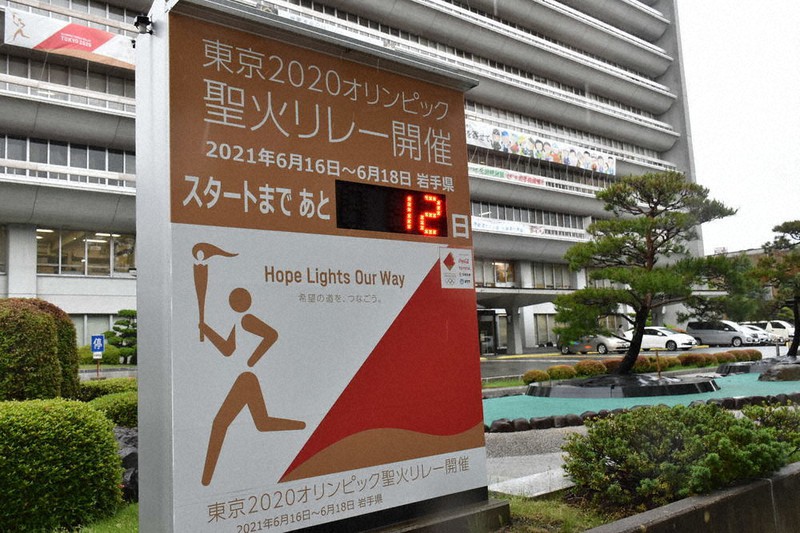 東京2020オリンピック
聖火リレー開催
2021年6月16日～6月18日 岩手県
スタートまで あと 12日
Hope Lights Our Way
希望の道を、つなごう。
東京2020オリンピック聖火リレー開催
2021年6月16日～6月18日 岩手県
停